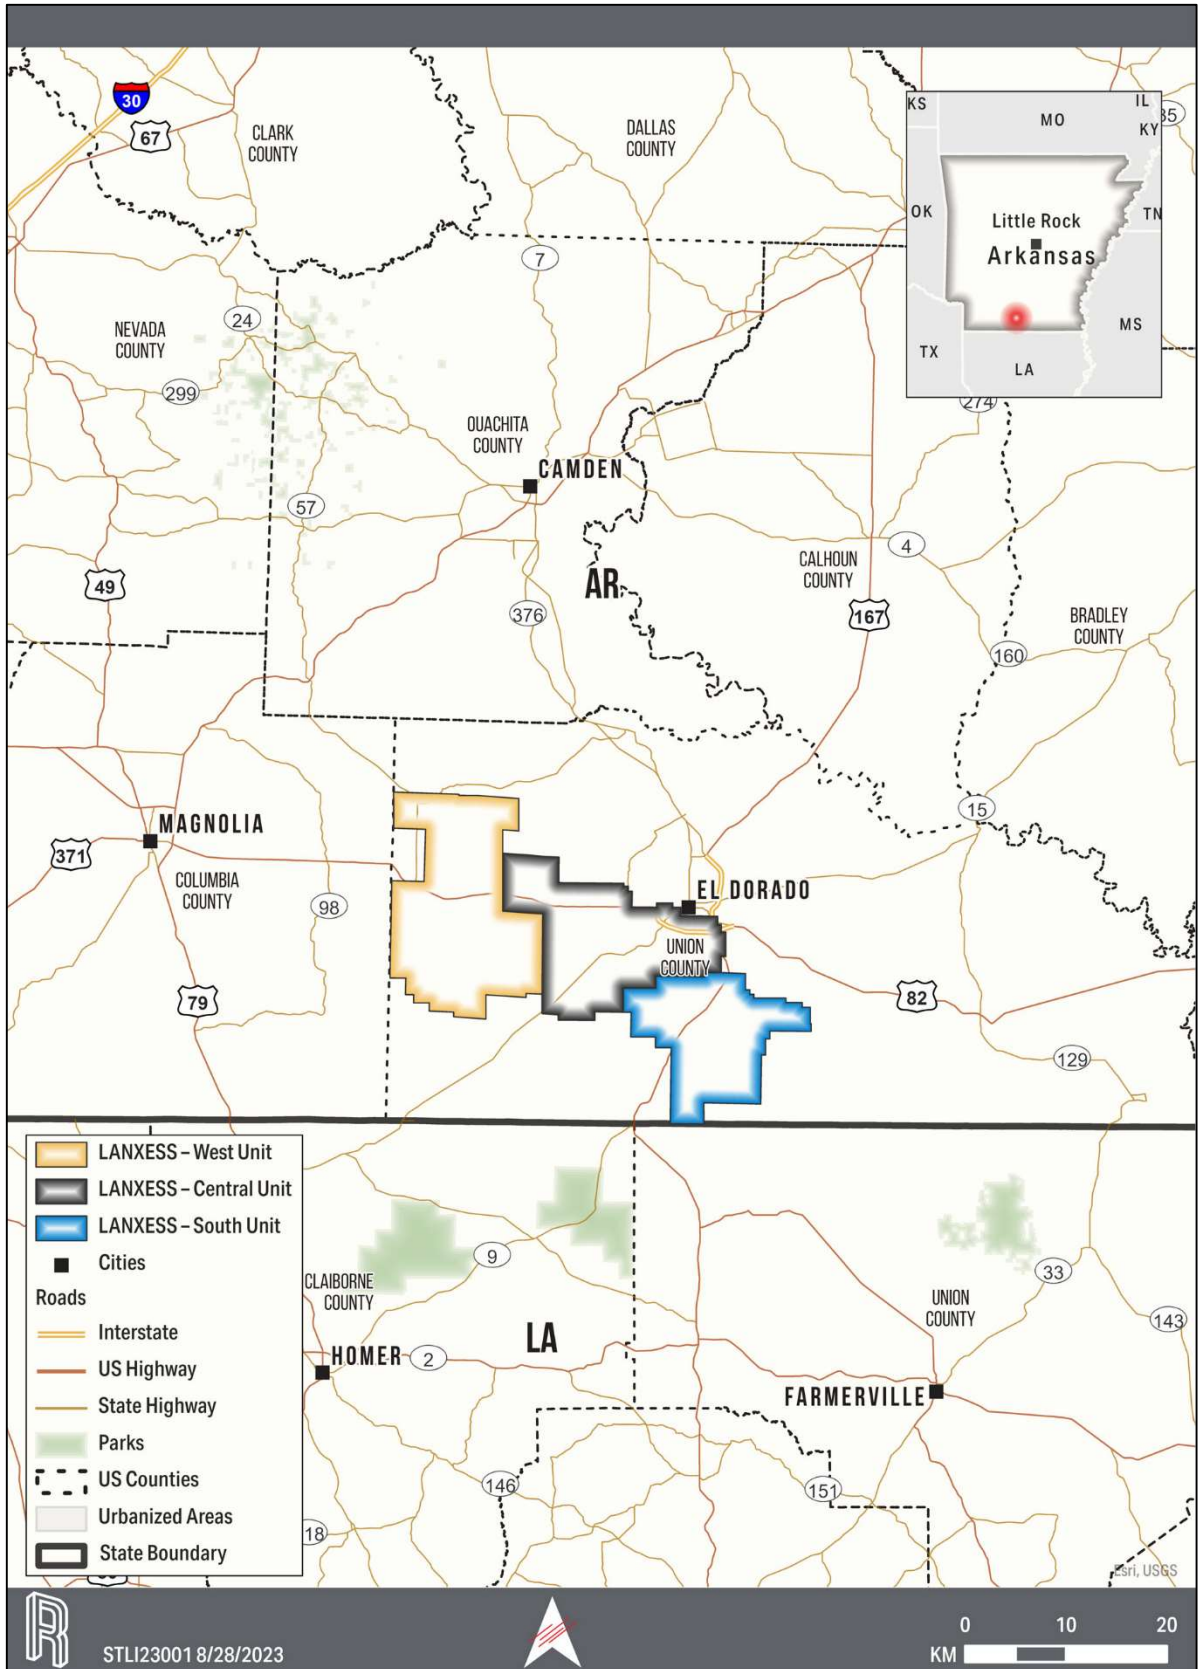 30
67
CLARK
COUNTY
DALLAS
COUNTY
KS
MO
IL
KY
OK
TN
Little Rock
Arkansas
TX
LA
MS
7
24
NEVADA
COUNTY
299
OUACHITA
COUNTY
CAMDEN
274
57
4
CALHOUN
COUNTY
49
AR
376
167
BRADLEY
COUNTY
160
15
MAGNOLIA
371
COLUMBIA
COUNTY
98
EL DORADO
UNION
COUNTY
79
82
129
LANXESS – West Unit
LANXESS – Central Unit
LANXESS – South Unit
Cities
Roads
Interstate
US Highway
State Highway
Parks
US Counties
Urbanized Areas
State Boundary
9
CLAIBORNE
COUNTY
33
UNION
COUNTY
143
LA
HOMER
2
FARMERVILLE
146
151
18
Esri, USGS
R
STLI23001 8/28/2023
0 10 20
KM